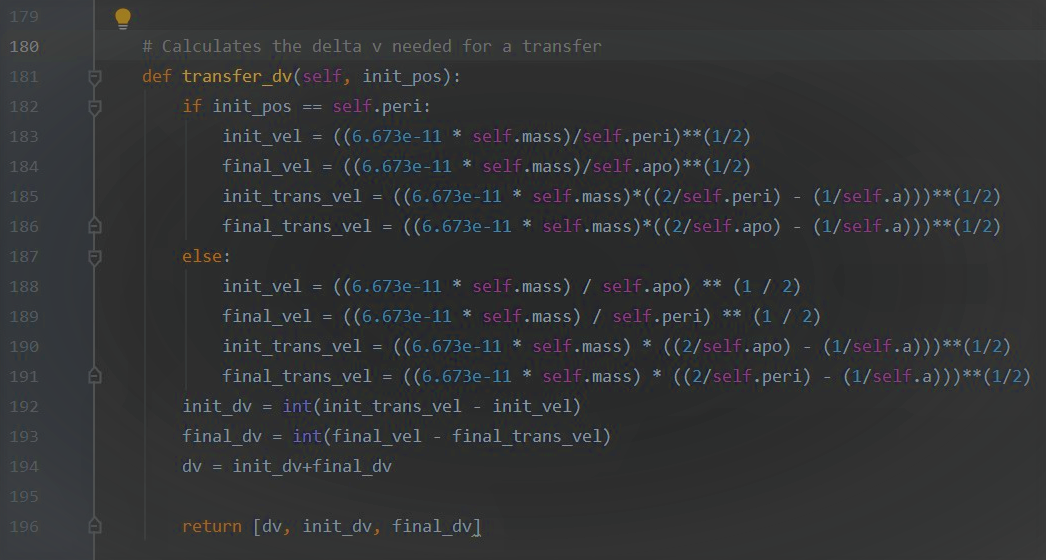 179
180 # Calculates the delta v needed for a transfer
181 def transfer_dv(self, init_pos):
182 if init_pos == self.peri:
183 init_vel = ((6.673e-11 * self.mass)/self.peri)**(1/2)
184 final_vel = ((6.673e-11 * self.mass)/self.apo)**(1/2)
185 init_trans_vel = ((6.673e-11 * self.mass)*((2/self.peri) - (1/self.a)))**(1/2)
186 final_trans_vel = ((6.673e-11 * self.mass)*((2/self.apo) - (1/self.a)))**(1/2)
187 else:
188 init_vel = ((6.673e-11 * self.mass) / self.apo) ** (1 / 2)
189 final_vel = ((6.673e-11 * self.mass) / self.peri) ** (1 / 2)
190 init_trans_vel = ((6.673e-11 * self.mass) * ((2/self.apo) - (1/self.a)))**(1/2)
191 final_trans_vel = ((6.673e-11 * self.mass) * ((2/self.peri) - (1/self.a)))**(1/2)
192 init_dv = int(init_trans_vel - init_vel)
193 final_dv = int(final_vel - final_trans_vel)
194 dv = init_dv+final_dv
195
196 return [dv, init_dv, final_dv]